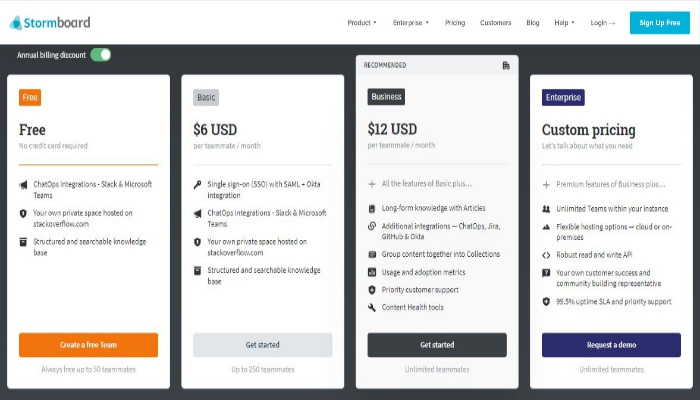 Stormboard
Product
Enterprise
Pricing
Customers
Blog
Help
Login →
Sign Up Free
Annual billing discount
Free
Free
No credit card required
ChatOps integrations - Slack & Microsoft
Teams
Your own private space hosted on
stackoverflow.com
Structured and searchable knowledge
base
Create a free Team
Always free up to 50 teammates
Basic
$6 USD
per teammate / month
Single sign-on (SSO) with SAML + Okta
integration
ChatOps integrations - Slack & Microsoft
Teams
Your own private space hosted on
stackoverflow.com
Structured and searchable knowledge
base
Get started
Up to 250 teammates
RECOMMENDED
Business
$12 USD
per teammate / month
All the features of Basic plus...
Long-form knowledge with Articles
Additional integrations — ChatOps, Jira,
GitHub & Okta
Group content together into Collections
Usage and adoption metrics
Priority customer support
Content Health tools
Get started
Unlimited teammates
Enterprise
Custom pricing
Let's talk about what you need
Premium features of Business plus...
Unlimited Teams within your instance
Flexible hosting options — cloud or on-
premises
Robust read and write API
Your own customer success and
community building representative
99.5% uptime SLA and priority support
Request a demo
Unlimited teammates